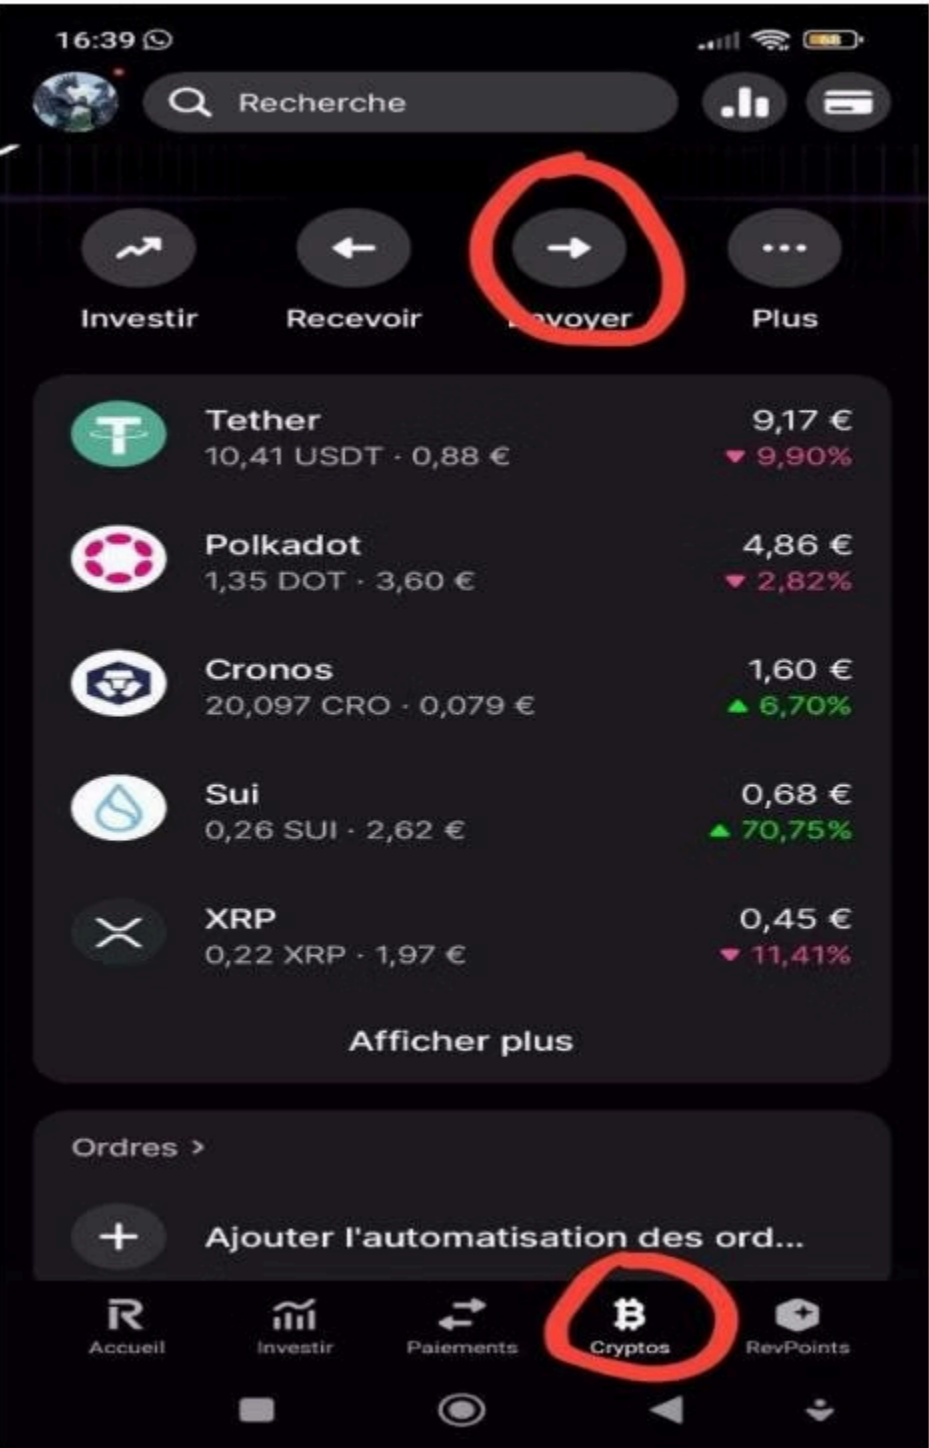 16:39
68
Recherche
Investir
Recevoir
Envoyer
Plus
Tether
9,17 €
10,41 USDT · 0,88 €
▼ 9,90%
Polkadot
4,86 €
1,35 DOT · 3,60 €
▼ 2,82%
Cronos
1,60 €
20,097 CRO · 0,079 €
▲ 6,70%
Sui
0,68 €
0,26 SUI · 2,62 €
▲ 70,75%
XRP
0,45 €
0,22 XRP · 1,97 €
▼ 11,41%
Afficher plus
Ordres >
Ajouter l'automatisation des ord...
Accueil
Investir
Paiements
Cryptos
RevPoints